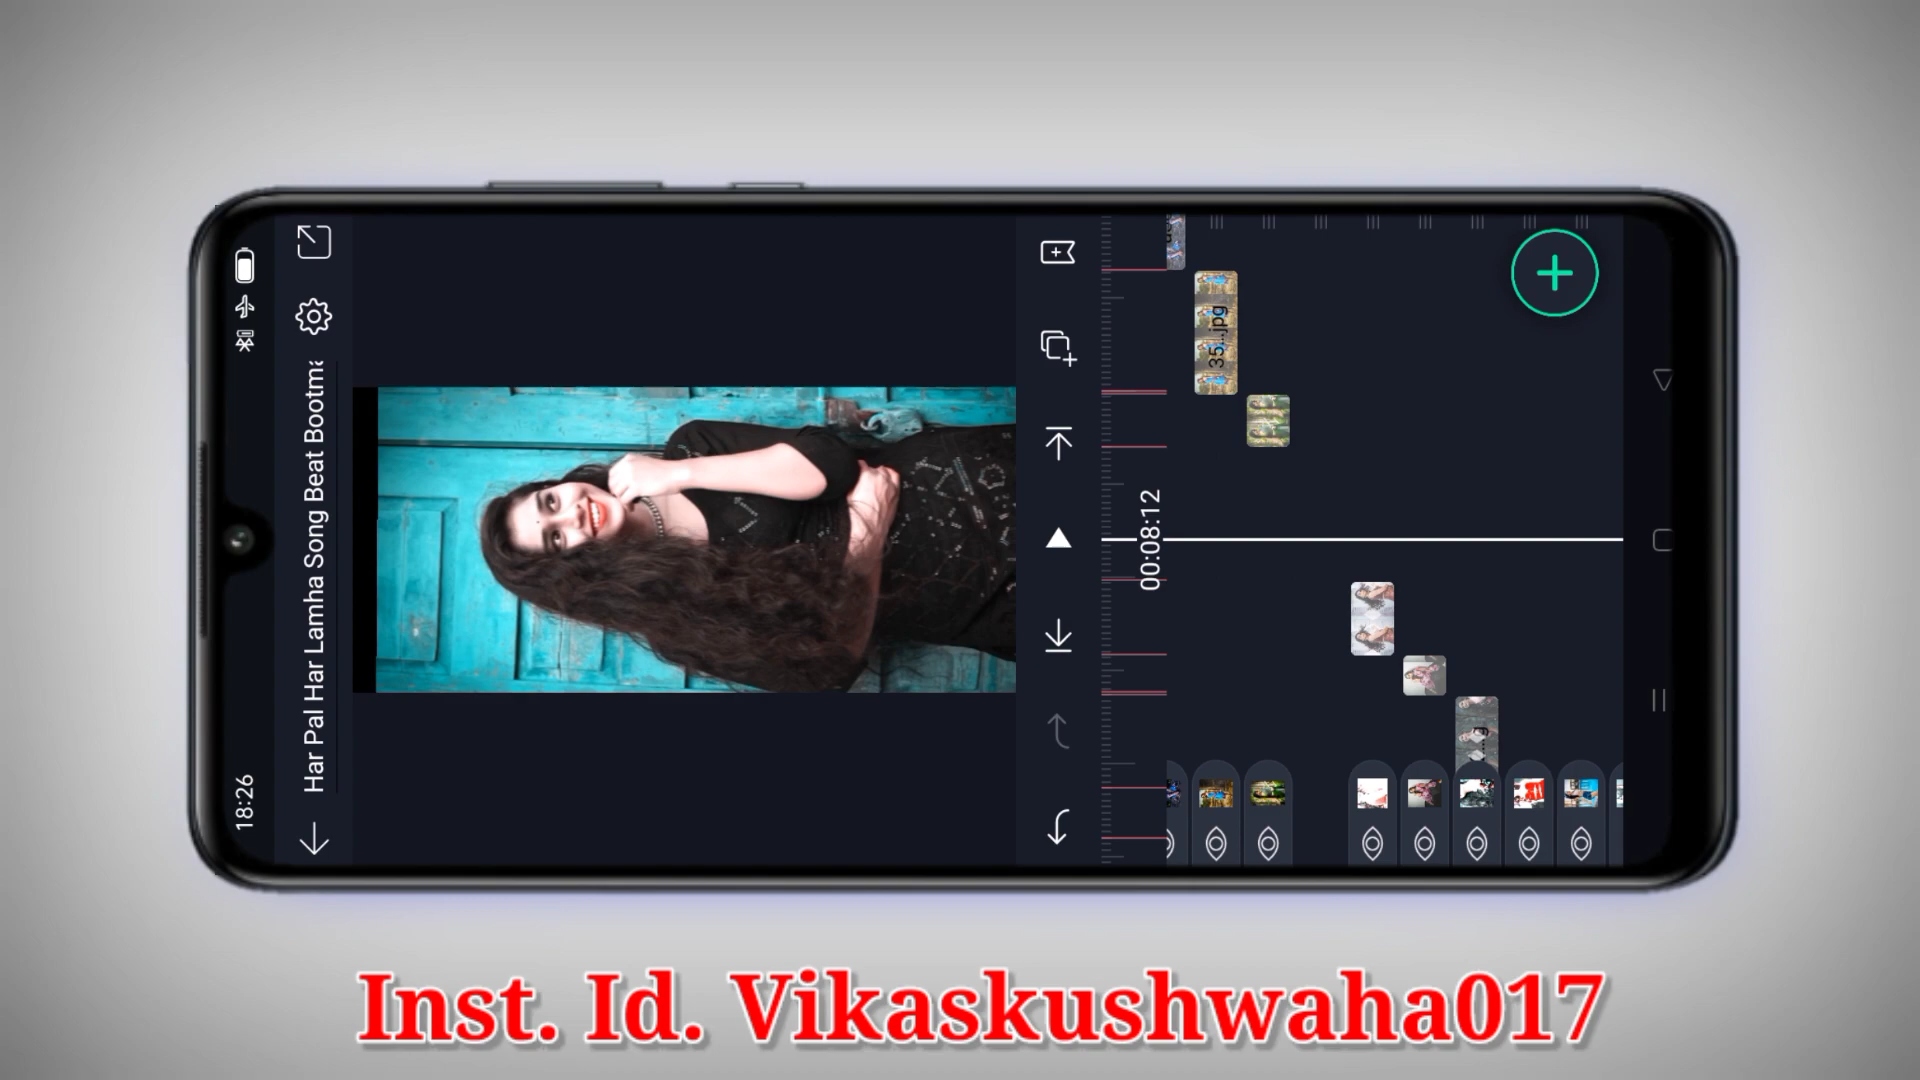 18:26
Har Pal Har Lamha Song Beat Bootm
00:08:12
35...jpg
...g
Inst. Id. Vikaskushwaha017